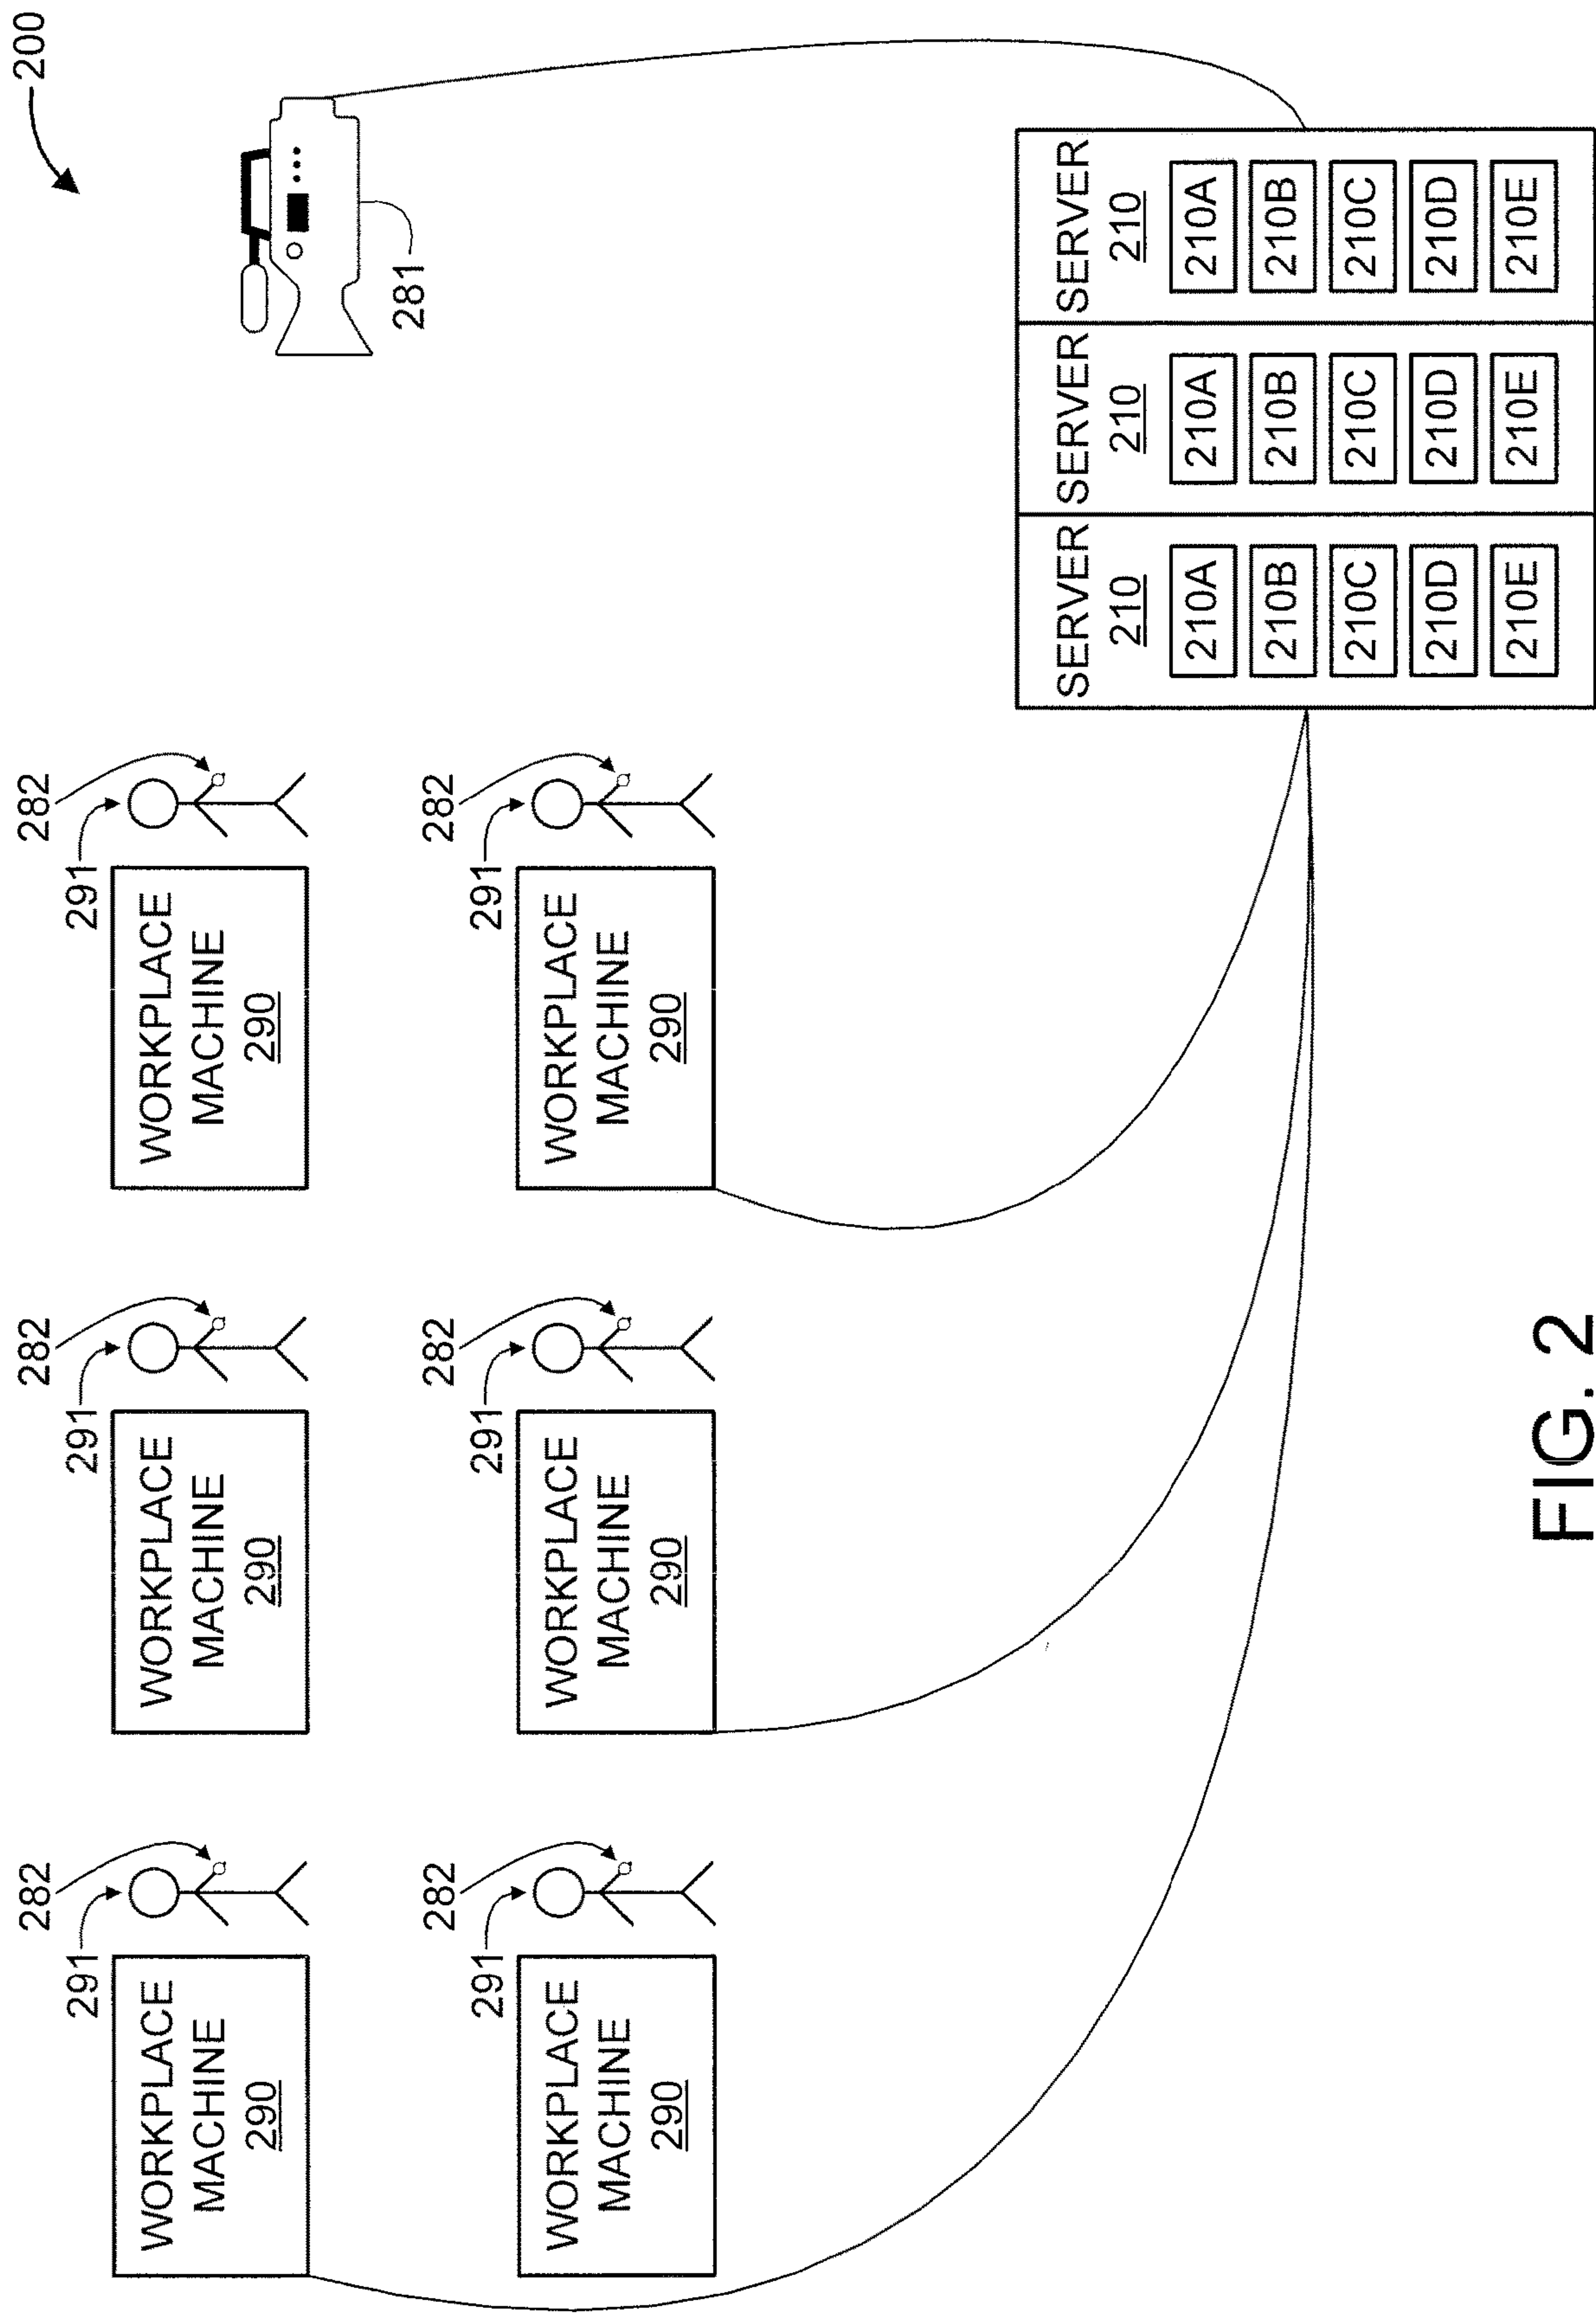 200
282
291
WORKPLACE
MACHINE
290
282
291
WORKPLACE
MACHINE
290
282
291
WORKPLACE
MACHINE
290
281
282
291
WORKPLACE
MACHINE
290
282
291
WORKPLACE
MACHINE
290
282
291
WORKPLACE
MACHINE
290
SERVER
210
210A
210B
210C
210D
210E
SERVER
210
210A
210B
210C
210D
210E
SERVER
210
210A
210B
210C
210D
210E
FIG. 2